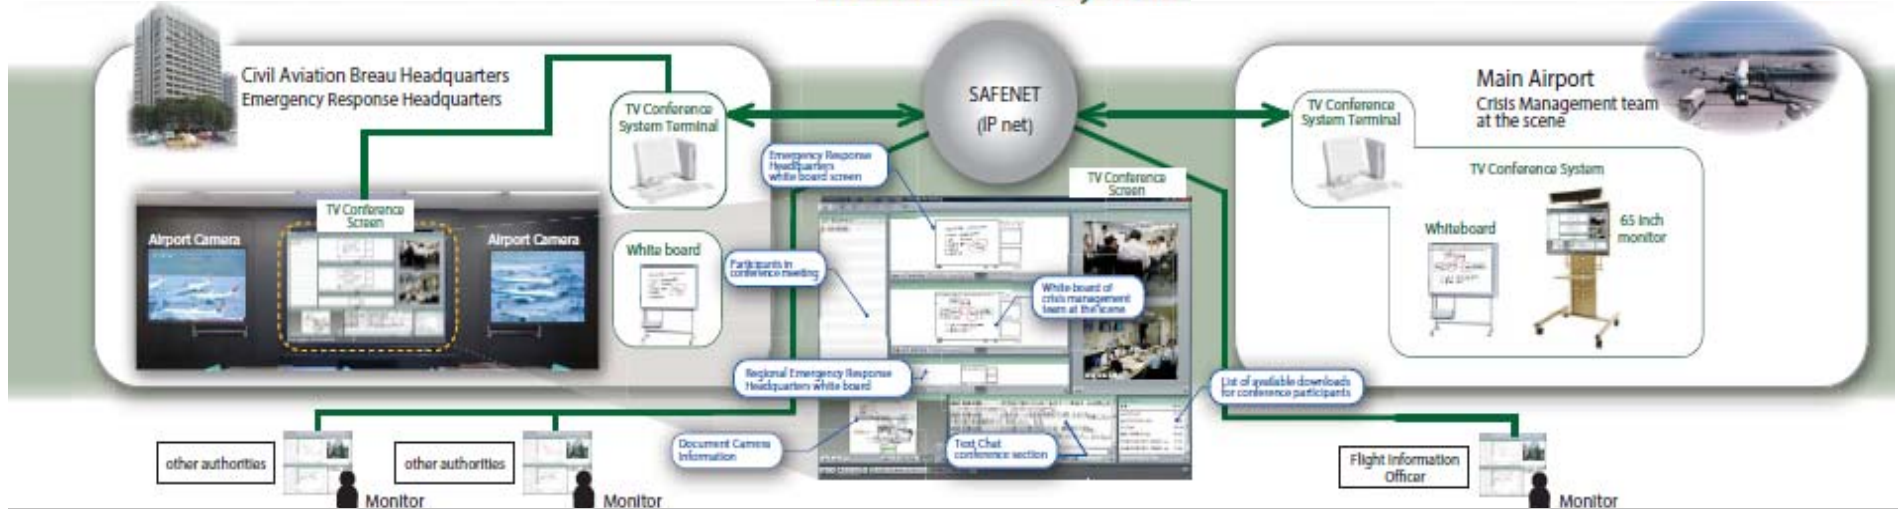 Civil Aviation Breau Headquarters
Emergency Response Headquarters
TV Conference
System Terminal
TV Conference
Screen
Airport Camera
Airport Camera
White board
SAFENET
(IP net)
Emergency Response
Headquarters
white board screen
TV Conference
Screen
Participants in
conference meeting
White board of
crisis management
team at the scene
Regional Emergency Response
Headquarters white board
Document Camera
Information
Text Chat
conference section
List of available downloads
for conference participants
Main Airport
Crisis Management team
at the scene
TV Conference
System Terminal
TV Conference System
Whiteboard
65 inch
monitor
other authorities
Monitor
other authorities
Monitor
Flight Information
Officer
Monitor